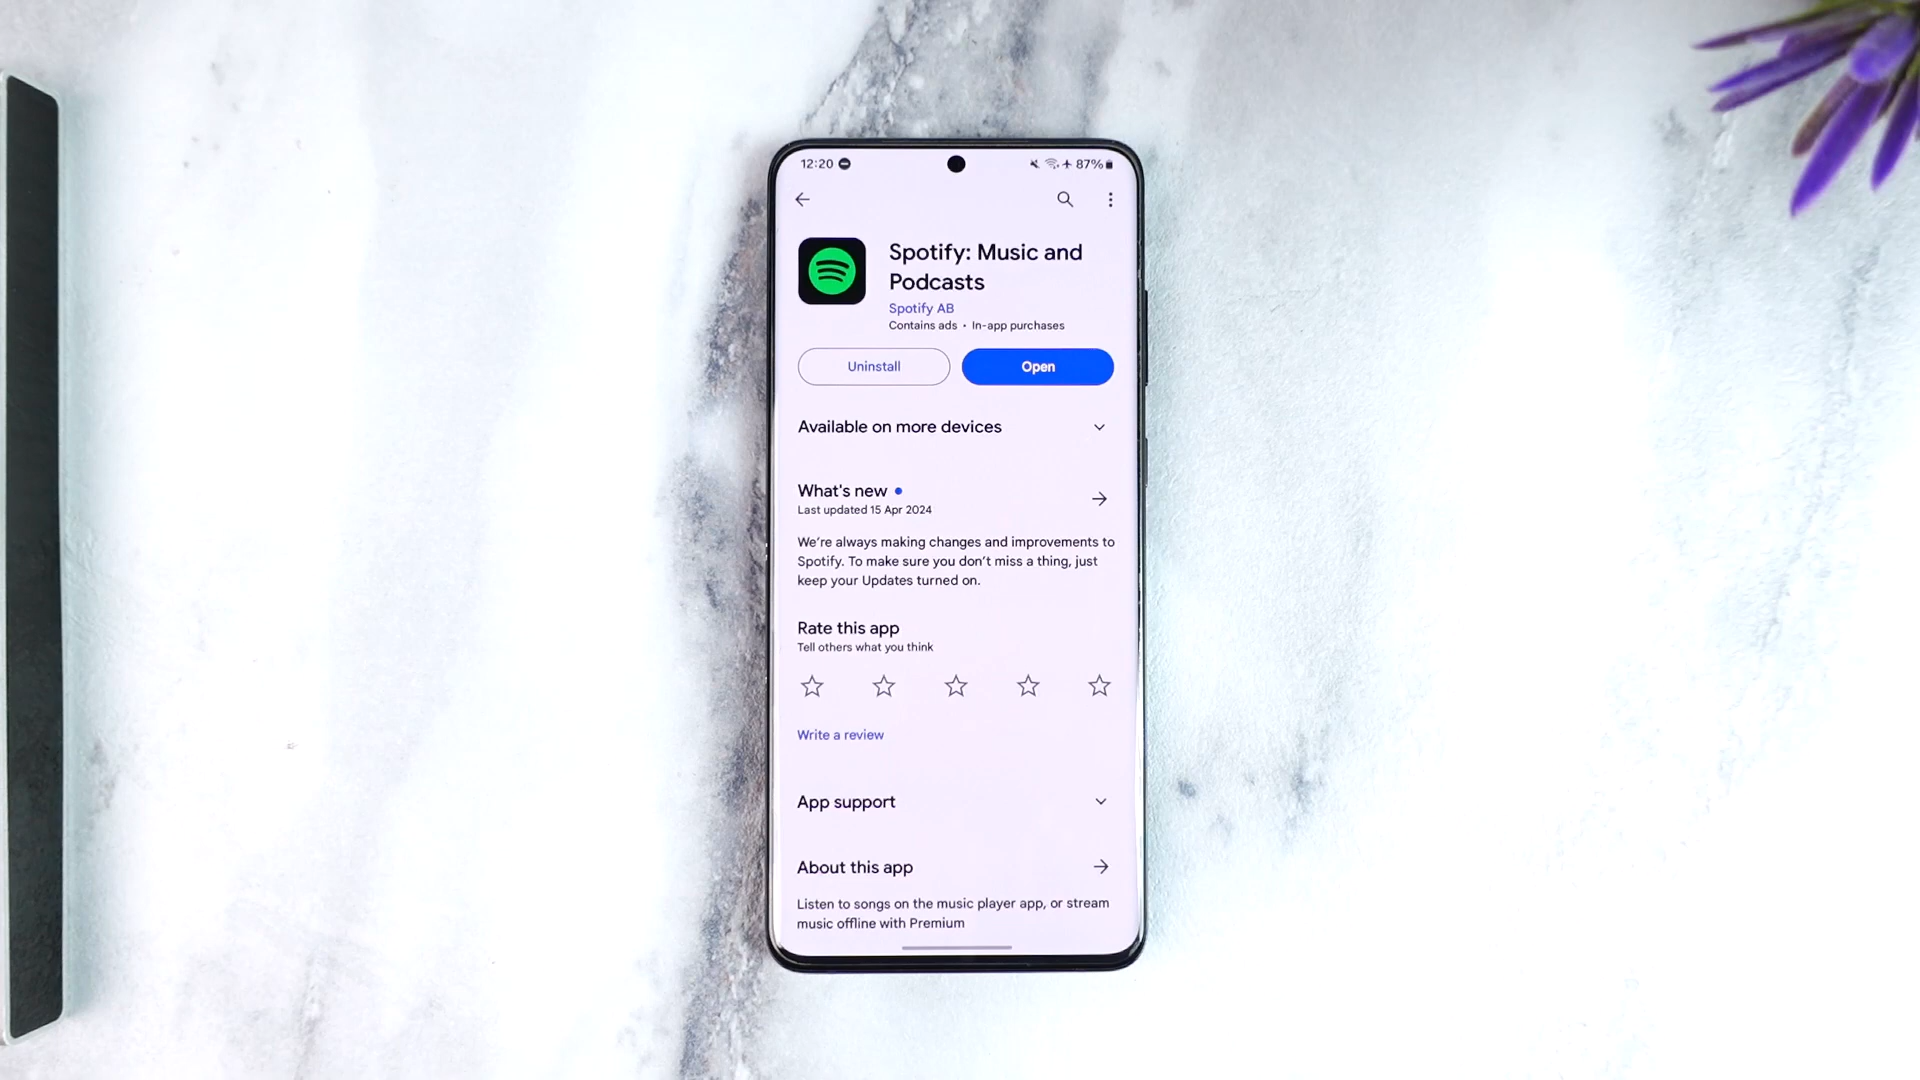 12:20
87%
Spotify: Music and
Podcasts
Spotify AB
Contains ads • In-app purchases
Uninstall
Open
Available on more devices
What's new
Last updated 15 Apr 2024
We're always making changes and improvements to
Spotify. To make sure you don't miss a thing, just
keep your Updates turned on.
Rate this app
Tell others what you think
Write a review
App support
About this app
Listen to songs on the music player app, or stream
music offline with Premium